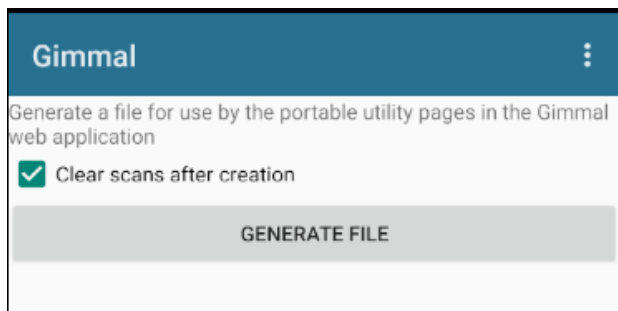 Gimmal
Generate a file for use by the portable utility pages in the Gimmal
web application
Clear scans after creation
GENERATE FILE